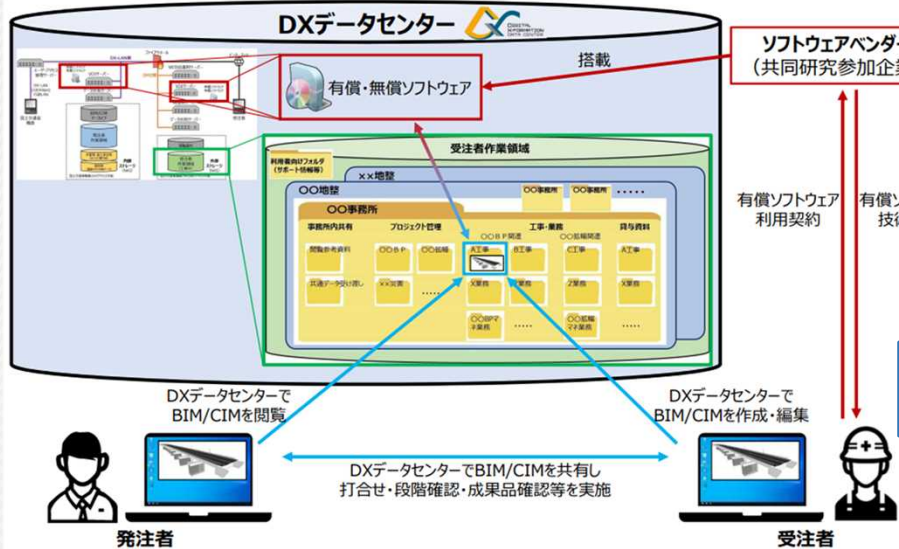 DXデータセンター
DIGITAL
INFORMATION
DATA CENTER
有償・無償ソフトウェア
搭載
ソフトウェアベンダー
(共同研究参加企業
受注者作業領域
利用者向けフォルダ
(サポート情報等)
××地整
〇〇地整
〇〇事務所
〇〇事務所
・・・・・
〇〇事務所
事務所内共有
プロジェクト管理
工事・業務
貸与資料
〇〇BP関連
〇〇拡幅関連
閲覧参考資料
〇〇BP
〇〇拡幅
A工事
B工事
C工事
A工事
共通データ受け渡し
××災害
・・・・・
X業務
Y業務
Z業務
X業務
〇〇BPマ
ネ業務
・・・・・
〇〇拡幅
マネ業務
・・・・・
有償ソフトウェア
利用契約
有償ソ
技術
DXデータセンターで
BIM/CIMを閲覧
DXデータセンターで
BIM/CIMを作成・編集
DXデータセンターでBIM/CIMを共有し
打合せ・段階確認・成果品確認等を実施
発注者
受注者